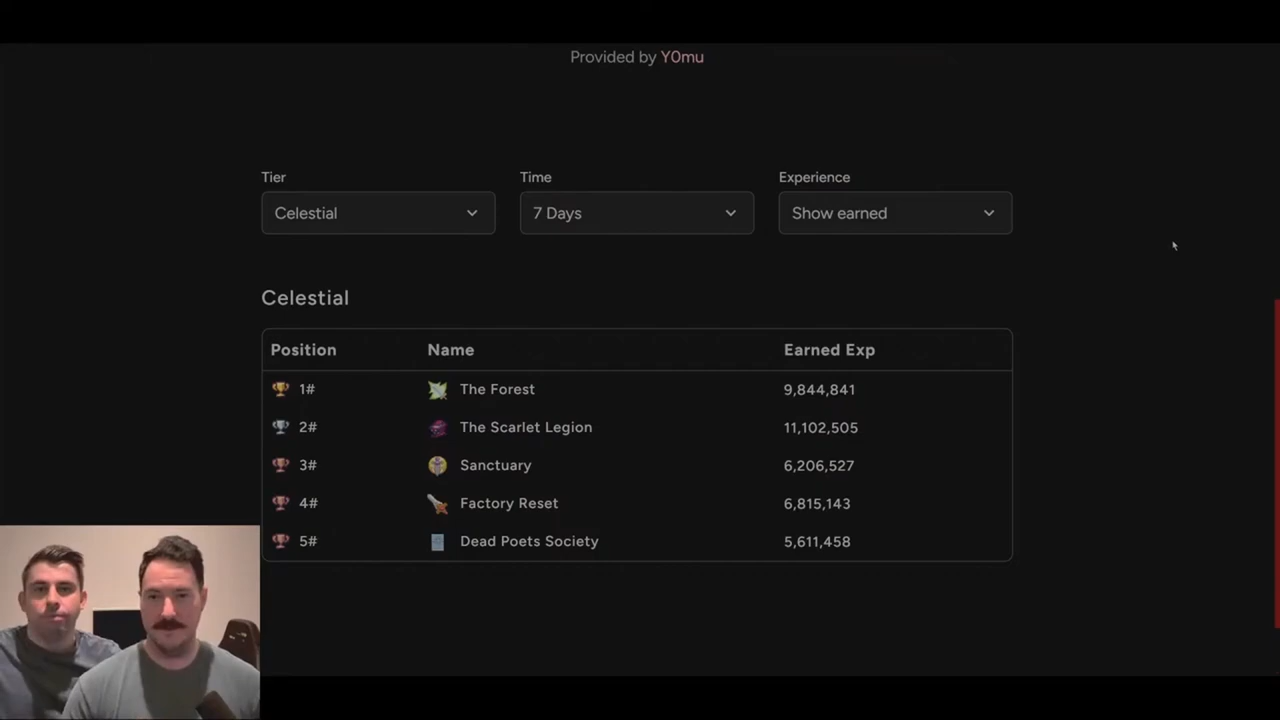 Provided by Y0mu
Tier Time Experience
Celestial 7 Days Show earned
Celestial
Position Name Earned Exp
1# The Forest 9,844,841
2# The Scarlet Legion 11,102,505
3# Sanctuary 6,206,527
4# Factory Reset 6,815,143
5# Dead Poets Society 5,611,458